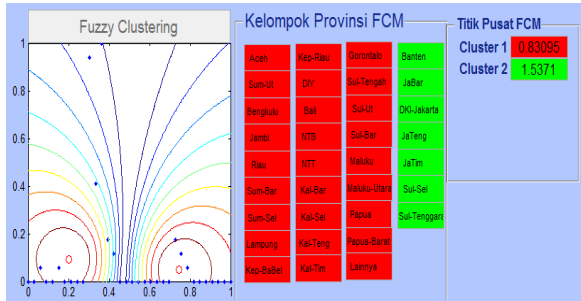 Fuzzy Clustering
1
0.8
0.6
0.4
0.2
0
0 0.2 0.4 0.6 0.8 1
Kelompok Provinsi FCM
Aceh Kep-Riau Gorontalo Banten
Sum-Ut DIY Sul-Tengah JaBar
Bengkulu Bali Sul-Ut DKI-Jakarta
Jambi NTB Sul-Bar JaTeng
Riau NTT Maluku JaTim
Sum-Bar Kal-Bar Maluku-Utara Sul-Sel
Sum-Sel Kal-Sel Papua Sul-Tenggara
Lampung Kal-Teng Papua-Barat
Kep-BaBel Kal-Tim Lainnya
Titik Pusat FCM
Cluster 1 0.83095
Cluster 2 1.5371